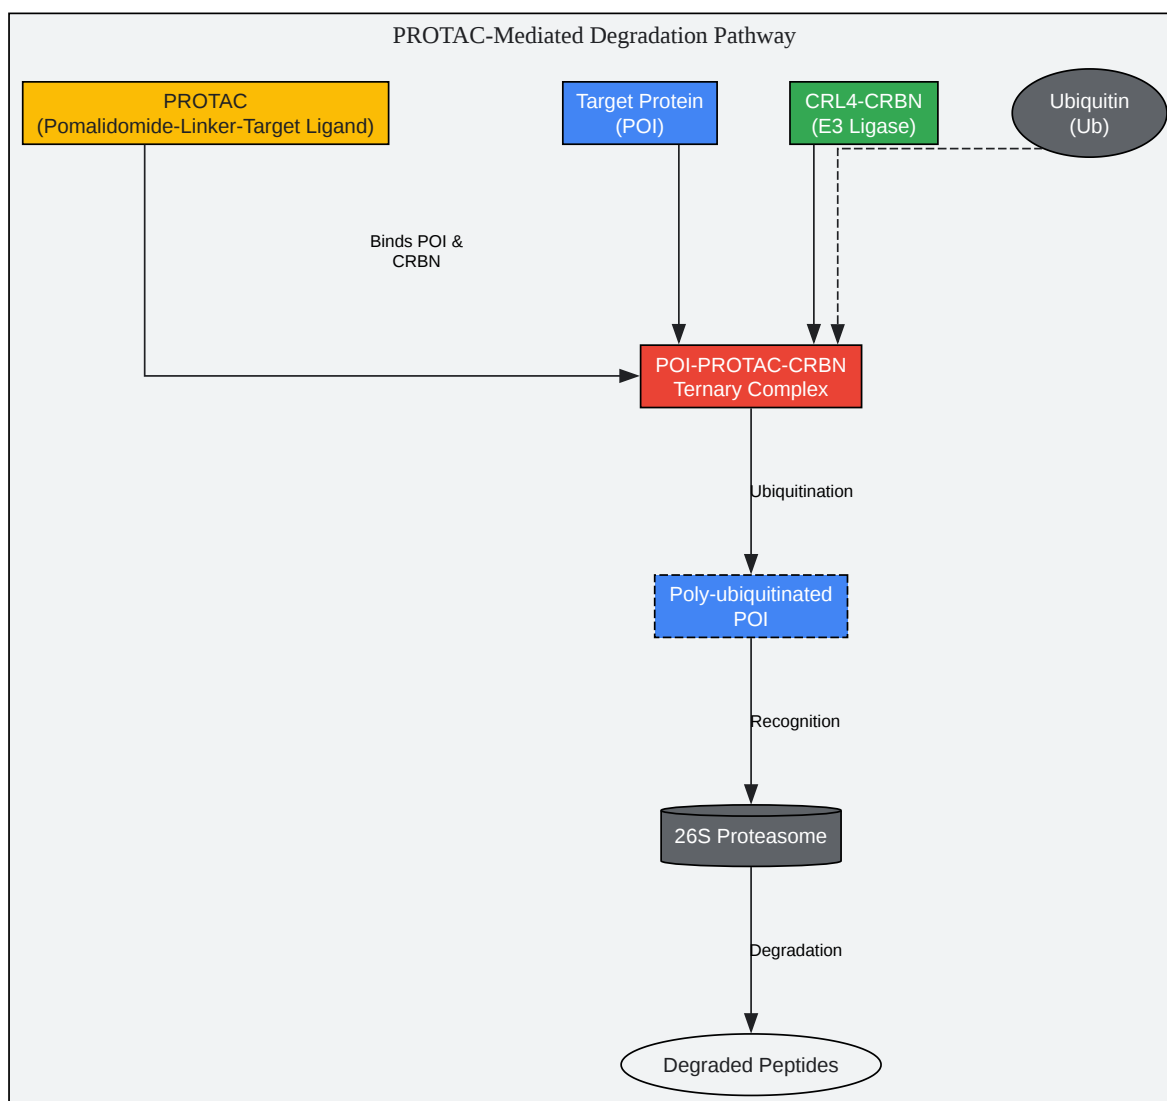 PROTAC-Mediated Degradation Pathway
PROTAC
(Pomalidomide-Linker-Target Ligand)
Target Protein
(POI)
CRL4-CRBN
(E3 Ligase)
Ubiquitin
(Ub)
Binds POI &
CRBN
POI-PROTAC-CRBN
Ternary Complex
Ubiquitination
Poly-ubiquitinated
POI
Recognition
26S Proteasome
Degradation
Degraded Peptides